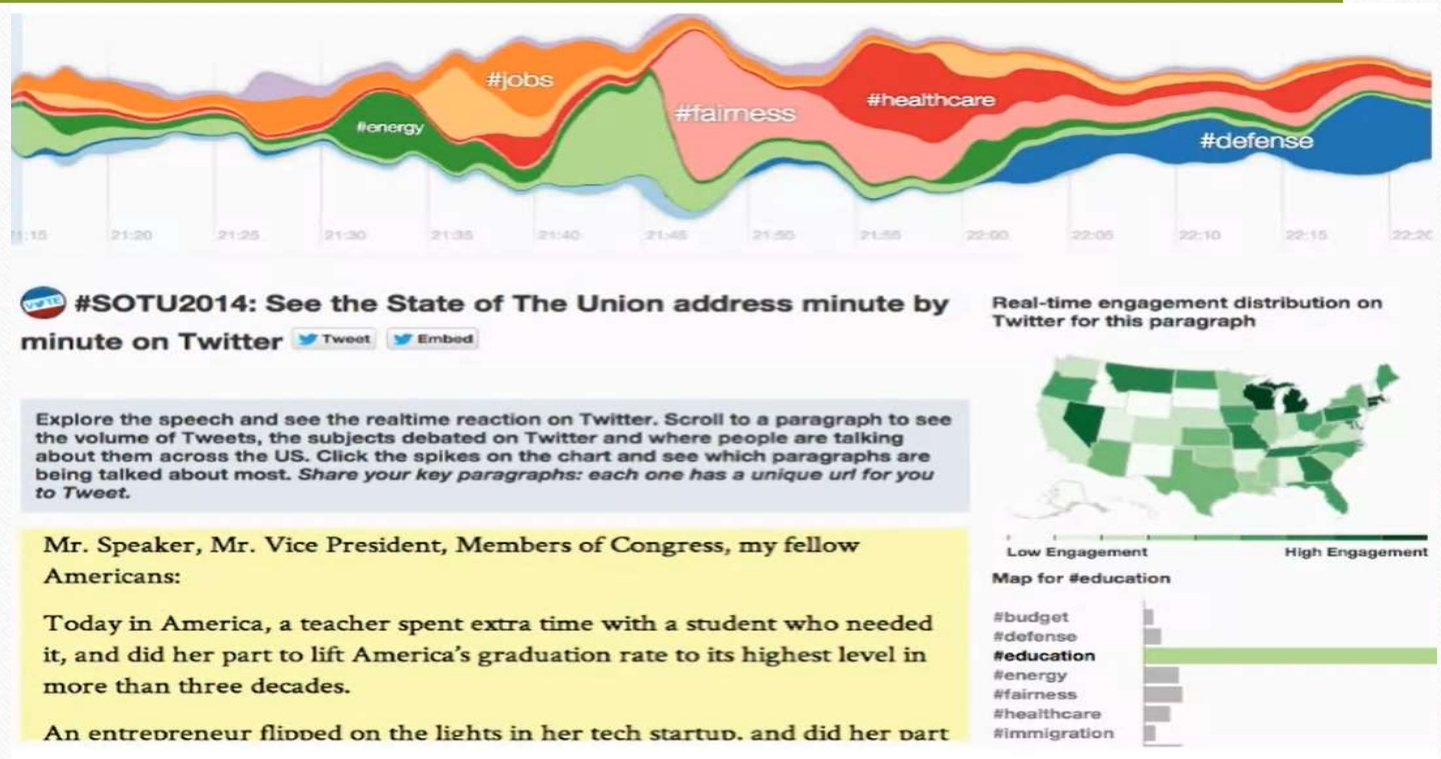 #jobs
#fairness
#healthcare
#energy
#defense
21:20
21:25
21:30
21:35
21:40
21:45
21:50
21:55
22:00
22:05
22:10
22:15
VOTE #SOTU2014: See the State of The Union address minute by
minute on Twitter Tweet Embed
Explore the speech and see the realtime reaction on Twitter. Scroll to a paragraph to see
the volume of Tweets, the subjects debated on Twitter and where people are talking
about them across the US. Click the spikes on the chart and see which paragraphs are
being talked about most. Share your key paragraphs: each one has a unique url for you
to Tweet.
Mr. Speaker, Mr. Vice President, Members of Congress, my fellow
Americans:
Today in America, a teacher spent extra time with a student who needed
it, and did her part to lift America's graduation rate to its highest level in
more than three decades.
An entrepreneur flipped on the lights in her tech startup, and did her part
Real-time engagement distribution on
Twitter for this paragraph
Low Engagement High Engagement
Map for #education
#budget
#defense
#education
#energy
#fairness
#healthcare
#immigration